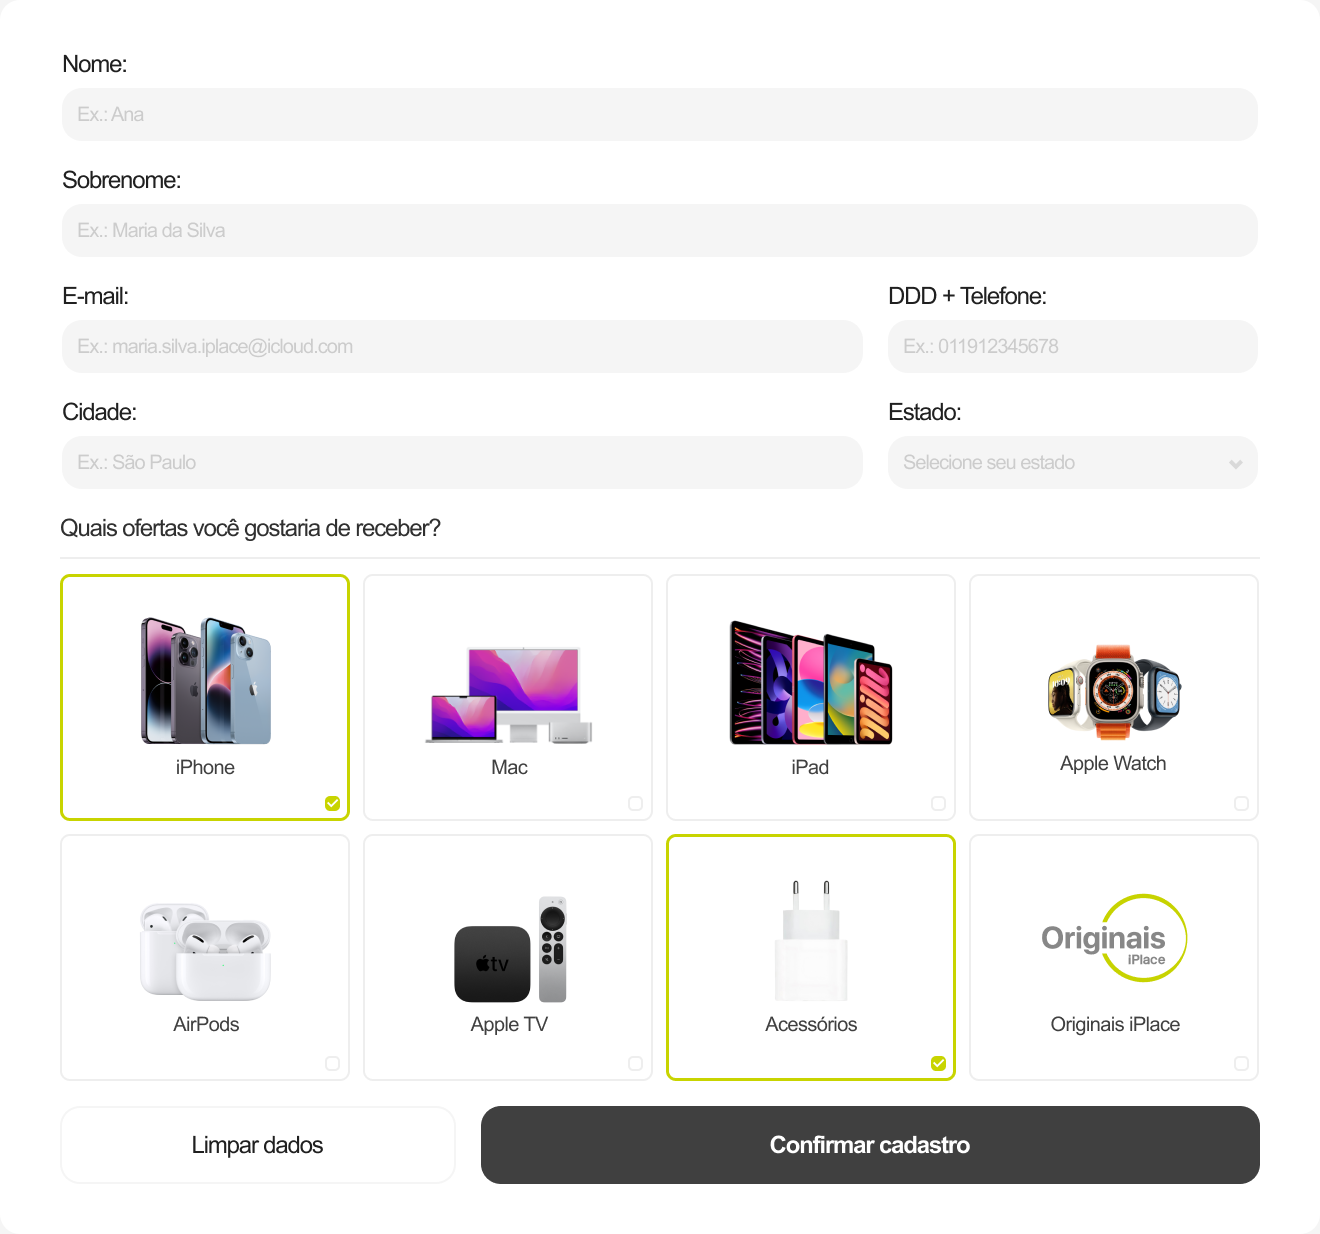 Nome:
Ex.: Ana
Sobrenome:
Ex.: Maria da Silva
E-mail:
DDD + Telefone:
Ex.: maria.silva.iplace@icloud.com
Ex.: 011912345678
Cidade:
Estado:
Ex.: São Paulo
Selecione seu estado
Quais ofertas você gostaria de receber?
iPhone
Mac
iPad
Apple Watch
tv
Originais
iPlace
AirPods
Apple TV
Acessórios
Originais iPlace
Limpar dados
Confirmar cadastro